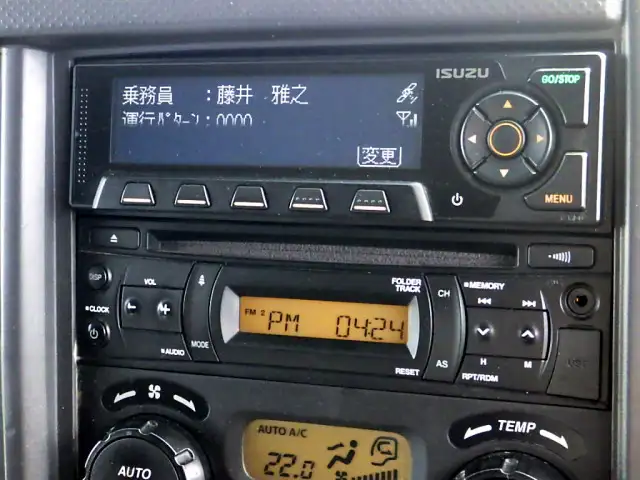 ISUZU
GO/STOP
乗務員 :藤井 雅之
運行ﾊﾟﾀｰﾝ:0000
変更
MENU
DISP
VOL
FOLDER
TRACK
CH
MEMORY
CLOCK
FM 2
PM 04:24
MODE
AUDIO
RESET
AS
H
M
RPT/RDM
AUTO A/C
TEMP
22.0
AUTO